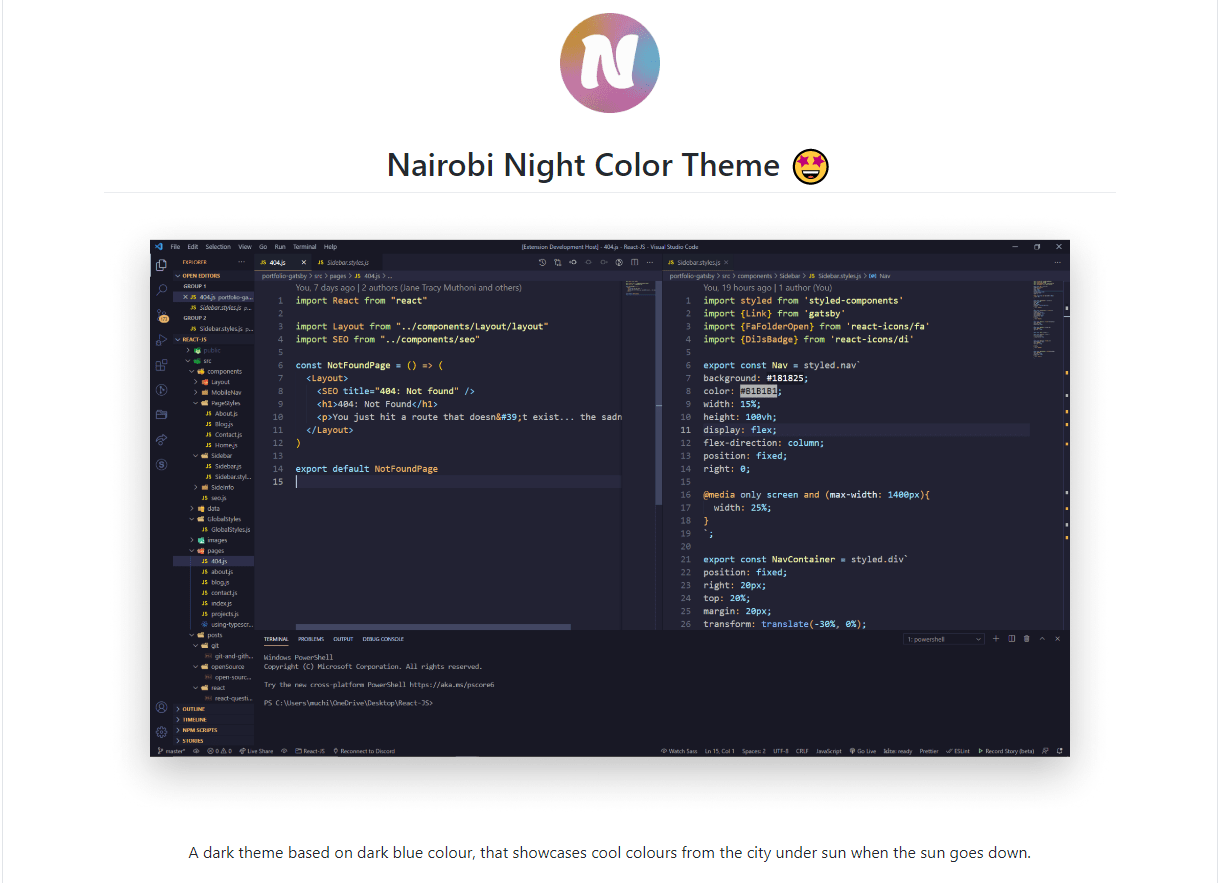 N
Nairobi Night Color Theme 🤩
File Edit Selection View Go Run Terminal Help
[Extension Development Host] - 404.js - React-JS - Visual Studio Code
EXPLORER
OPEN EDITORS
GROUP 1
404.js portfolio-ga...
Sidebar.styles.js p...
GROUP 2
Sidebar.styles.js p...
REACT-JS
public
src
components
Layout
MobileNav
PageStyles
About.js
Blog.js
Contact.js
Home.js
Sidebar
Sidebar.js
Sidebar.styl...
SideInfo
seo.js
data
GlobalStyles
GlobalStyles.js
images
pages
404.js
about.js
blog.js
contact.js
index.js
projects.js
using-typescr...
posts
git
git-and-gith...
openSource
open-sourc...
react
react-questi...
OUTLINE
TIMELINE
NPM SCRIPTS
STORIES
404.js Sidebar.styles.js
portfolio-gatsby > src > pages > 404.js > ...
You, 7 days ago | 2 authors (Jane Tracy Muthoni and others)
1 import React from "react"
2
3 import Layout from "../components/Layout/layout"
4 import SEO from "../components/seo"
5
6 const NotFoundPage = () => (
7 <Layout>
8 <SEO title="404: Not found" />
9 <h1>404: Not Found</h1>
10 <p>You just hit a route that doesn&#39;t exist... the sadn
11 </Layout>
12 )
13
14 export default NotFoundPage
15
Sidebar.styles.js
portfolio-gatsby > src > components > Sidebar > Sidebar.styles.js > Nav
You, 19 hours ago | 1 author (You)
1 import styled from 'styled-components'
2 import {Link} from 'gatsby'
3 import {FaFolderOpen} from 'react-icons/fa'
4 import {DiJsBadge} from 'react-icons/di'
5
6 export const Nav = styled.nav`
7 background: #181825;
8 color: #B1B1B1;
9 width: 15%;
10 height: 100vh;
11 display: flex;
12 flex-direction: column;
13 position: fixed;
14 right: 0;
15
16 @media only screen and (max-width: 1400px){
17 width: 25%;
18 }
19 `;
20
21 export const NavContainer = styled.div`
22 position: fixed;
23 right: 20px;
24 top: 20%;
25 margin: 20px;
26 transform: translate(-30%, 0%);
TERMINAL PROBLEMS OUTPUT DEBUG CONSOLE
1: powershell
Windows PowerShell
Copyright (C) Microsoft Corporation. All rights reserved.
Try the new cross-platform PowerShell https://aka.ms/pscore6
PS C:\Users\muchi\OneDrive\Desktop\React-JS>
master* 0 0 Live Share React-JS Reconnect to Discord
Watch Sass Ln 15, Col 1 Spaces: 2 UTF-8 CRLF JavaScript Go Live ready Prettier ESLint Record Story (beta)
A dark theme based on dark blue colour, that showcases cool colours from the city under sun when the sun goes down.